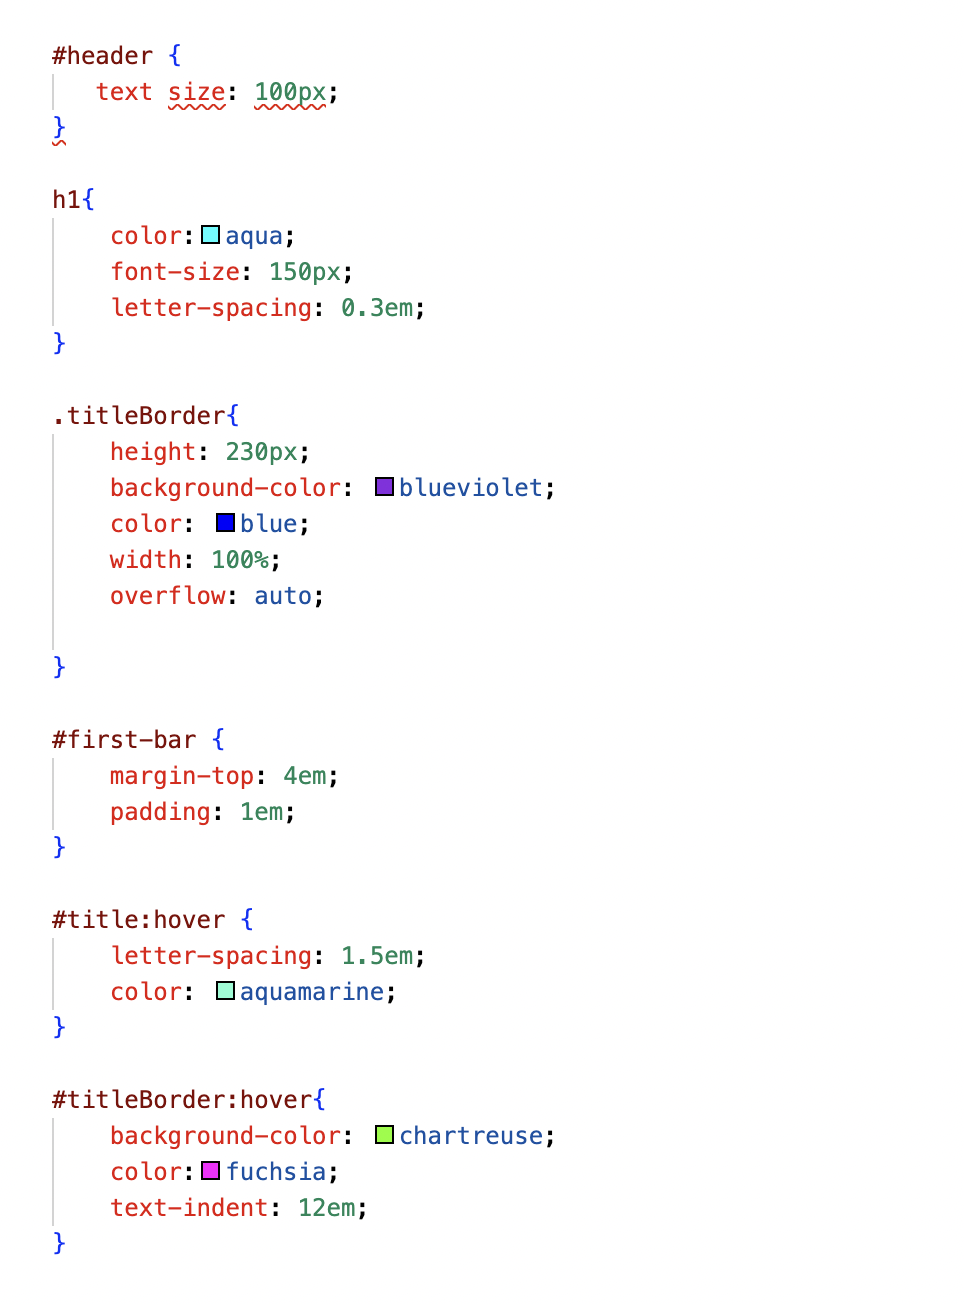 #header {
   text size: 100px;
}

h1{
    color:aqua;
    font-size: 150px;
    letter-spacing: 0.3em;
}

.titleBorder{
    height: 230px;
    background-color: blueviolet;
    color: blue;
    width: 100%;
    overflow: auto;

}

#first-bar {
    margin-top: 4em;
    padding: 1em;
}

#title:hover {
    letter-spacing: 1.5em;
    color: aquamarine;
}

#titleBorder:hover{
    background-color: chartreuse;
    color:fuchsia;
    text-indent: 12em;
}